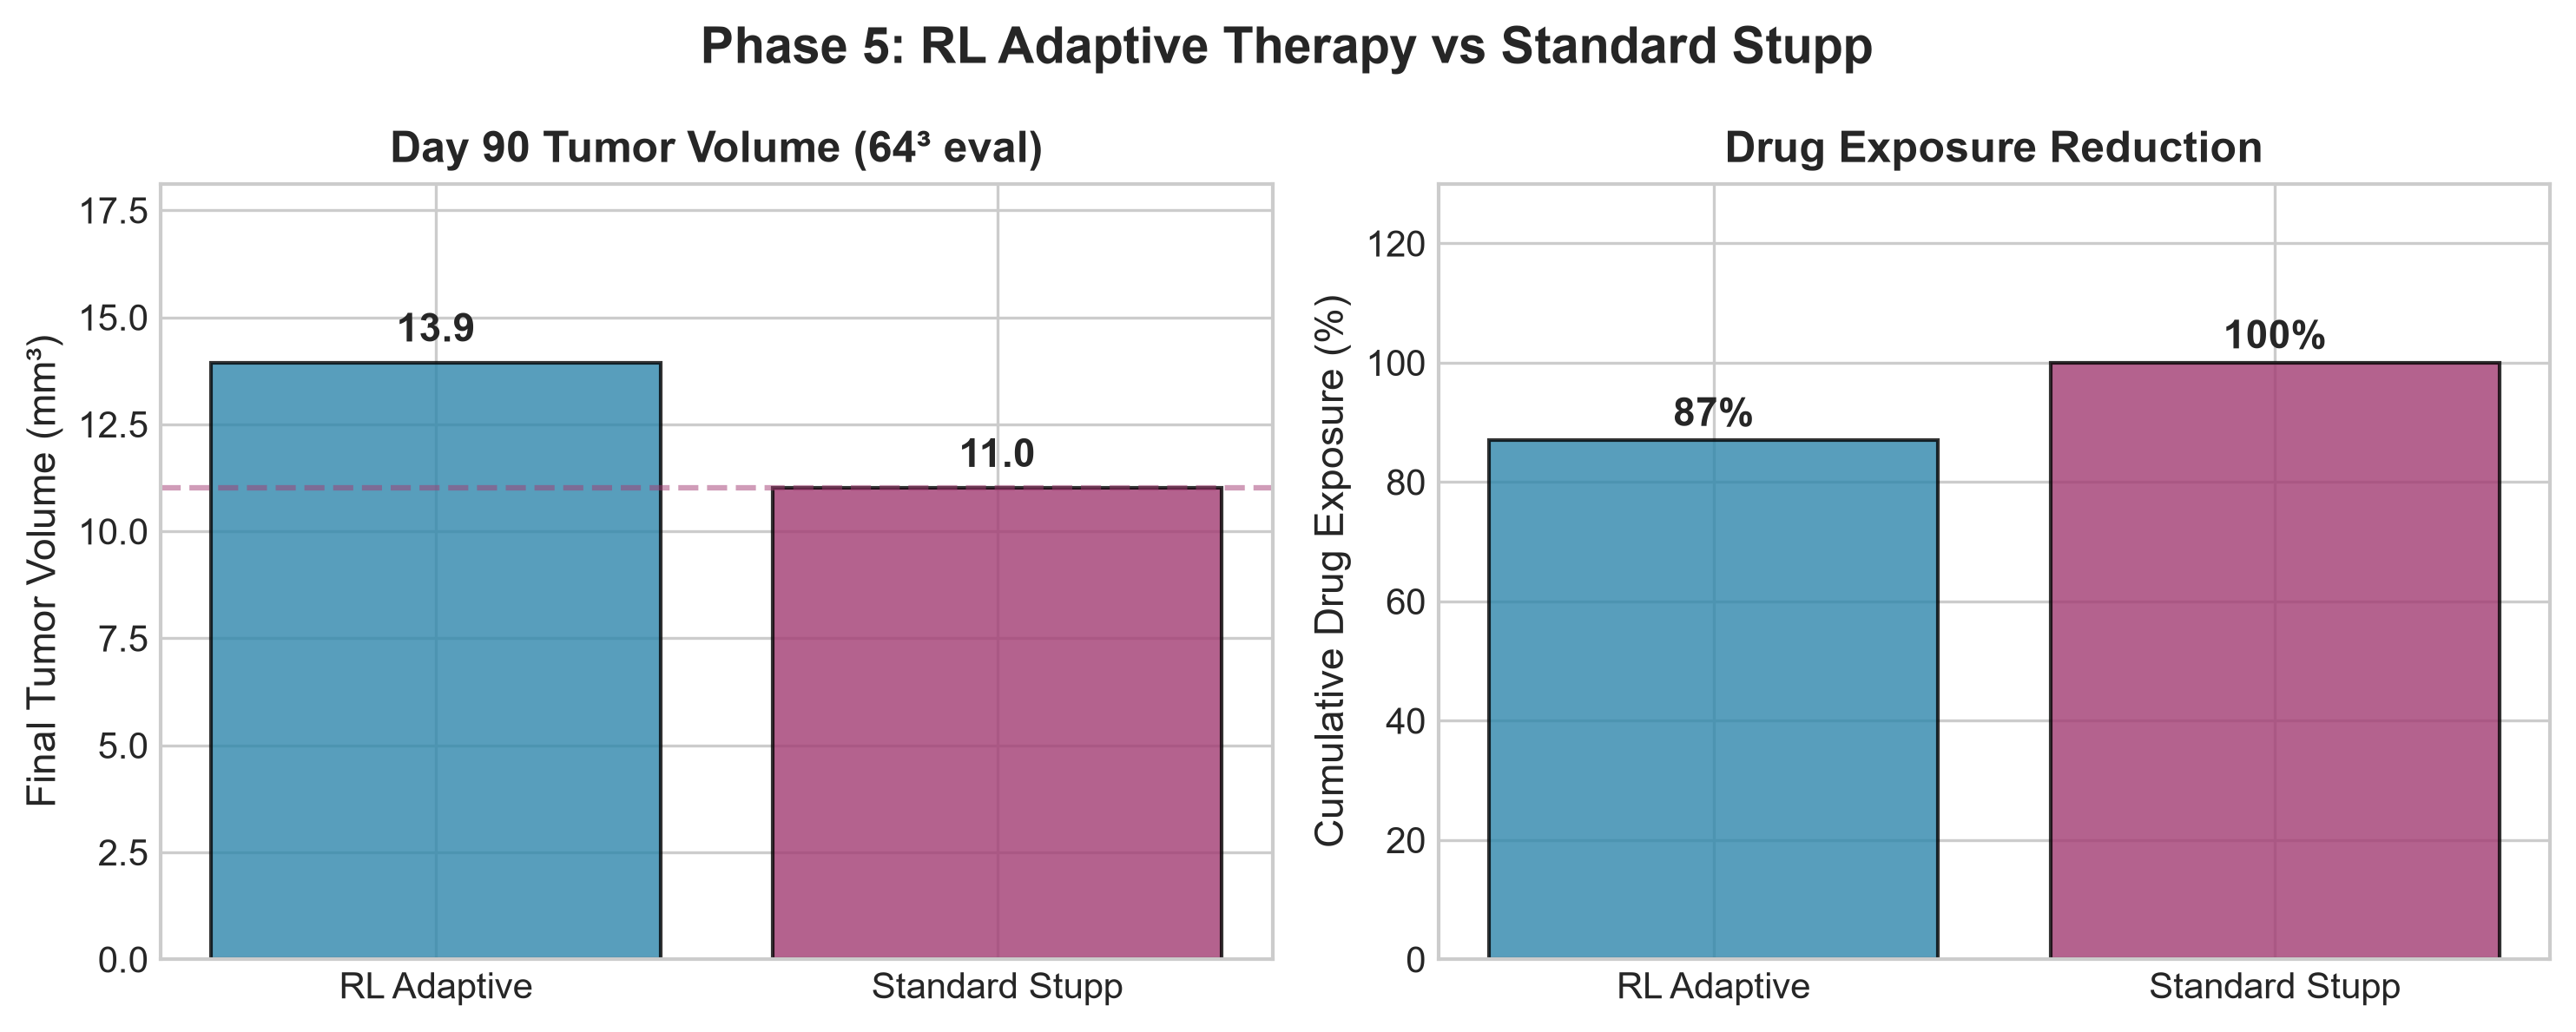 Phase 5: RL Adaptive Therapy vs Standard Stupp
Day 90 Tumor Volume (64³ eval)
Final Tumor Volume (mm³)
17.5
15.0
12.5
10.0
7.5
5.0
2.5
0.0
13.9
11.0
RL Adaptive
Standard Stupp
Drug Exposure Reduction
Cumulative Drug Exposure (%)
120
100
80
60
40
20
0
87%
100%
RL Adaptive
Standard Stupp